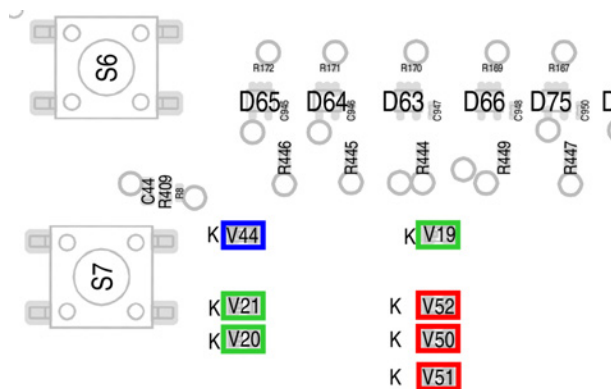 S6
R172 R171 R170 R169 R167
D65 C945 D64 C946 D63 C947 D66 C948 D75 C950 D
R446 R445 R444 R449 R447
C44 R409 R8
K V44 K V19
S7
K V21 K V52
K V20 K V50
K V51